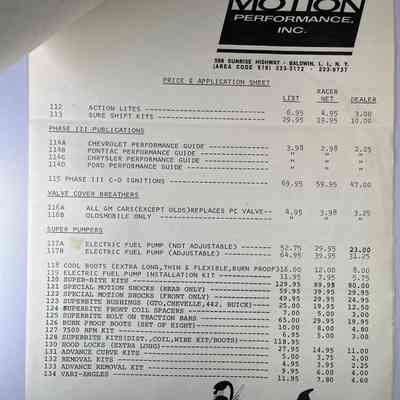 MOTION
PERFORMANCE,
INC.
598 SUNRISE HIGHWAY - BALDWIN, L. I., N. Y.
(AREA CODE 516) 223-3172 - 223-9737
PRICE & APPLICATION SHEET
LIST RACER NET DEALER
112 ACTION LITES 6.95 4.95 3.00
113 SURE SHIFT KITS 29.95 19.95 10.00
PHASE III PUBLICATIONS
114A CHEVROLET PERFORMANCE GUIDE 3.98 2.98 2.05
114B PONTIAC PERFORMANCE GUIDE " " "
114C CHRYSLER PERFORMANCE GUIDE " " "
114D FORD PERFORMANCE GUIDE " " "
115 PHASE III C-D IGNITIONS 69.95 59.95 47.00
VALVE COVER BREATHERS
116A ALL GM CARS(EXCEPT OLDS)REPLACES PC VALVE-- 4.95 3.98 3.25
116B OLDSMOBILE ONLY " " "
SUPER PUMPERS
117A ELECTRIC FUEL PUMP (NOT ADJUSTABLE) 52.75 29.95 23.00
117B ELECTRIC FUEL PUMP (ADJUSTABLE) 64.95 39.95 31.25
118 COOL BOOTS (EXTRA LONG,THIN & FLEXIBLE,BURN PROOF) 16.00 12.00 8.00
119 ELECTRIC FUEL PUMP INSTALLATION KIT 11.95 7.95 5.75
120 SUPER-BITE KITS 129.95 89.98 80.00
121 SPECIAL MOTION SHOCKS (REAR ONLY) 59.95 39.95 29.95
122 SPECIAL MOTION SHOCKS (FRONT ONLY) 49.95 29.95 24.95
123 SUPERBITE BUSHINGS (GTO,CHEVELLE,442, BUICK) 25.00 19.95 12.50
124 SUPERBITE FRONT COIL SPACERS 7.00 5.00 3.00
125 SUPERBITE BOLT ON TRACTION BARS 65.00 29.95 19.95
126 BURN PROOF BOOTS (SET OF EIGHT) 10.00 8.00 4.80
127 7500 RPM KIT 6.95 5.00 3.00
128 SUPERBITE KITS(DIST.,COIL,WIRE KIT/BOOTS) 118.95
130 HOOD LOCKS (EXTRA LONG) 27.95 14.95 11.00
131 ADVANCE CURVE KITS 5.00 3.75 2.00
132 REMOVAL KITS 4.95 3.95 2.25
133 ADVANCE REMOVAL KIT 9.95 6.00 4.00
134 VARI-ANGLES 11.95 7.80 4.60